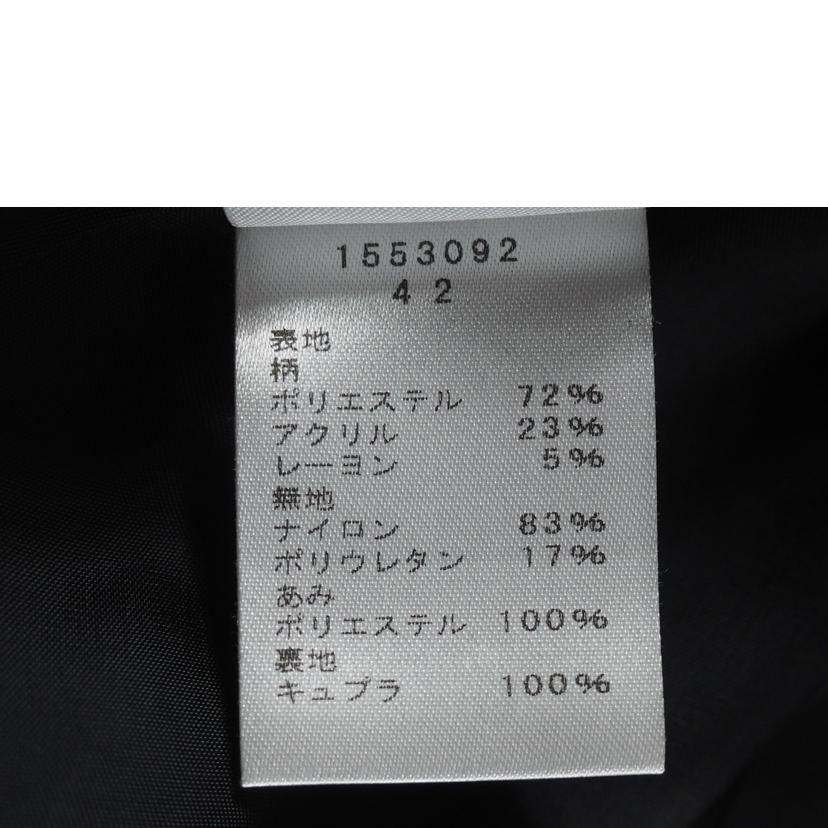 1553092
42
表地
柄
ポリエステル 72%
アクリル 23%
レーヨン 5%
無地
ナイロン 83%
ポリウレタン 17%
あみ
ポリエステル 100%
裏地
キュプラ 100%